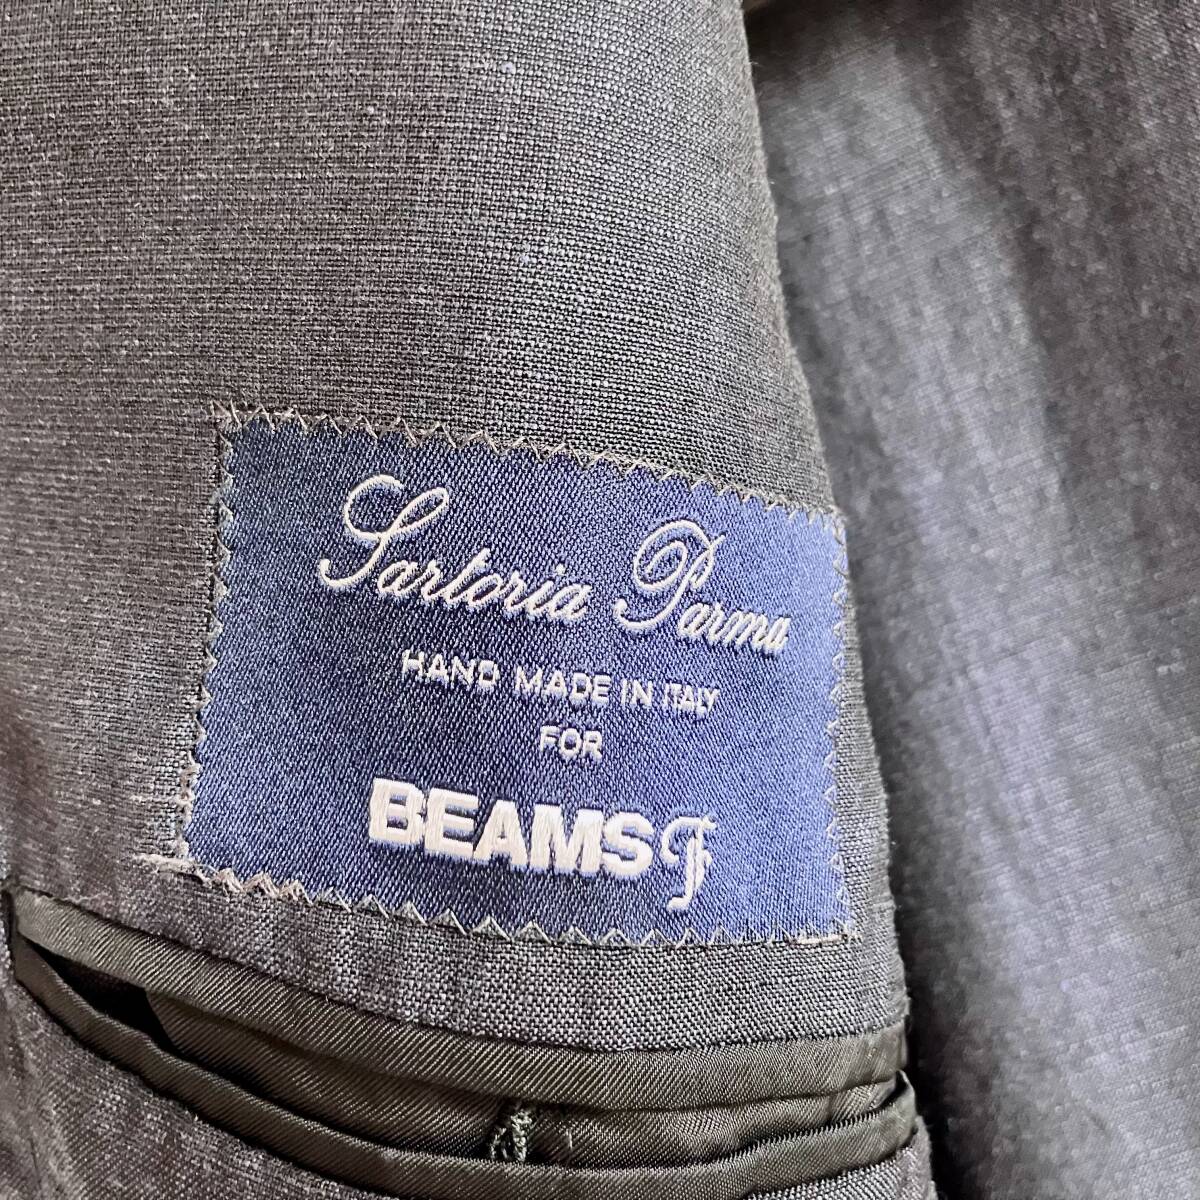 Sartoria Parma
HAND MADE IN ITALY
FOR
BEAMS F